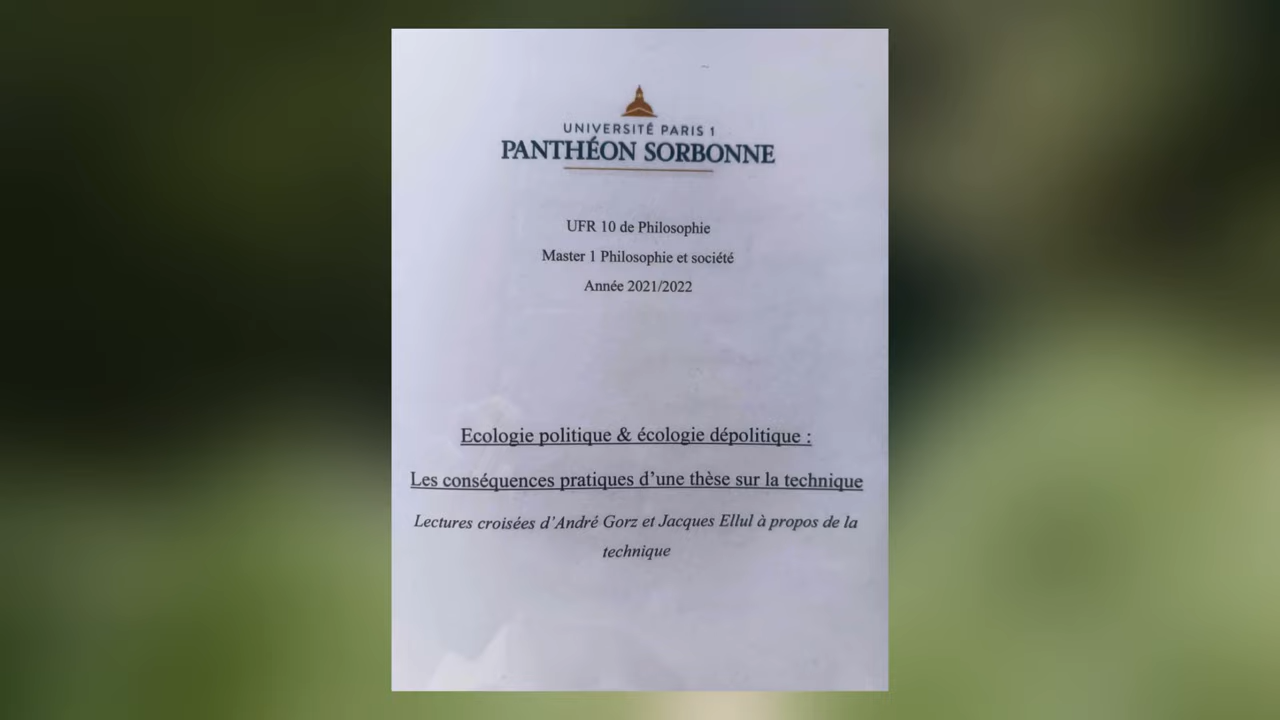 UNIVERSITÉ PARIS 1
PANTHÉON SORBONNE
UFR 10 de Philosophie
Master 1 Philosophie et société
Année 2021/2022
Ecologie politique & écologie dépolitique :
Les conséquences pratiques d’une thèse sur la technique
Lectures croisées d’André Gorz et Jacques Ellul à propos de la
technique